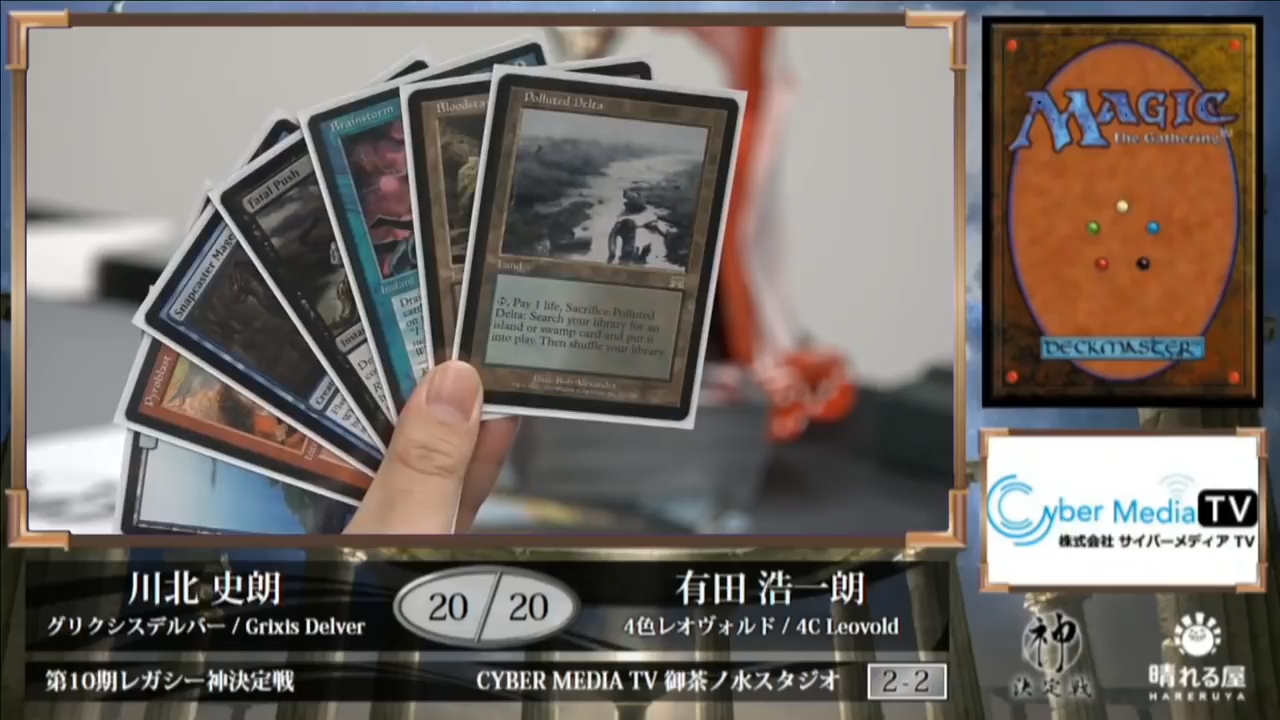 Polluted Delta
Bloodsta
Brainstorm
Fatal Push
Snapcaster Mage
Pyroblast
Land
Instant
, Pay 1 life, Sacrifice Polluted
Delta: Search your library for an
island or swamp card and put it
into play. Then shuffle your library.
Illus. Rob Alexander
MAGIC
The Gathering
DECKMASTER
Cyber Media TV
株式会社 サイバーメディア TV
川北 史朗
20 / 20
有田 浩一朗
グリクシスデルバー / Grixis Delver
4色レオヴォルド / 4C Leovold
第10期レガシー神決定戦
CYBER MEDIA TV 御茶ノ水スタジオ
2-2
神
決定戦
晴れる屋
HARERUYA